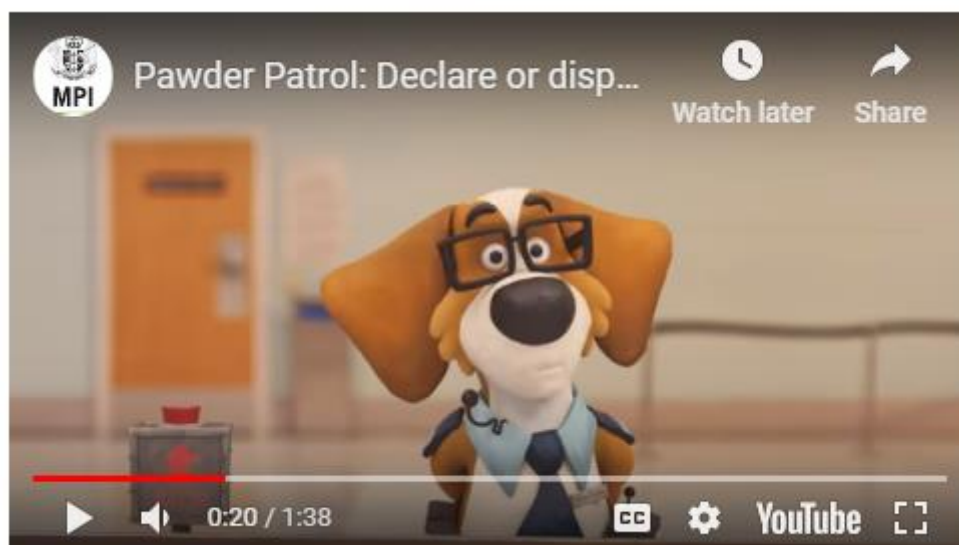 MPI
Pawder Patrol: Declare or disp...
Watch later
Share
0:20 / 1:38
CC
YouTube